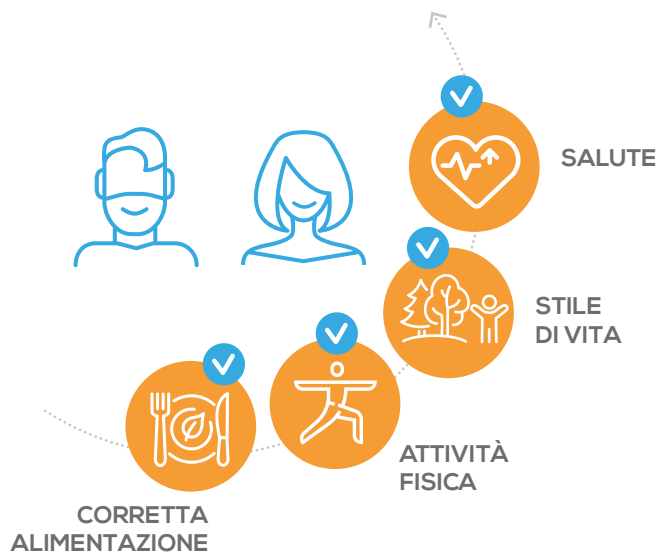 SALUTE
STILE
DI VITA
ATTIVITÀ
FISICA
CORRETTA
ALIMENTAZIONE